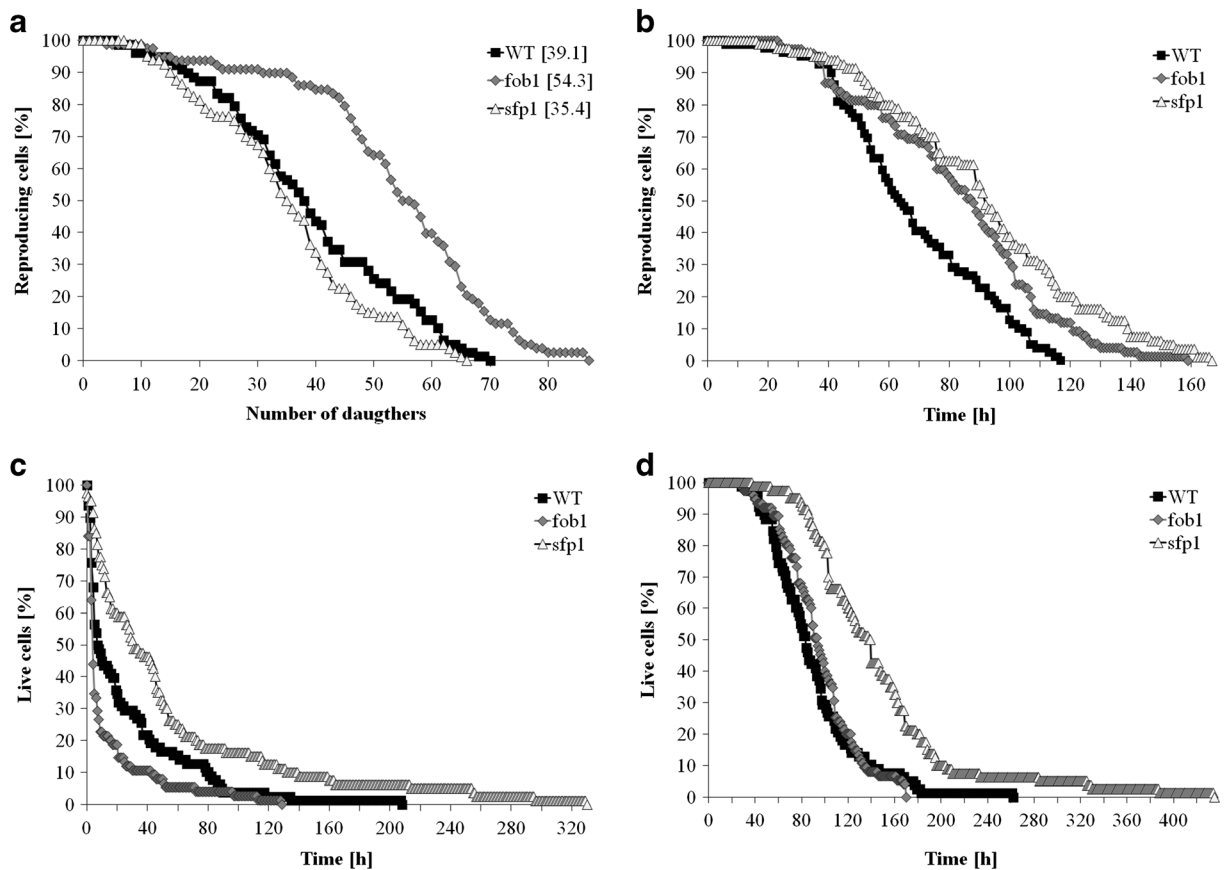 a
100
90
80
70
60
50
40
30
20
10
0
Reproducing cells [%]
0 10 20 30 40 50 60 70 80
Number of daugthers
WT [39.1]
fob1 [54.3]
sfp1 [35.4]
b
100
90
80
70
60
50
40
30
20
10
0
Reproducing cells [%]
0 20 40 60 80 100 120 140 160
Time [h]
WT
fob1
sfp1
c
100
90
80
70
60
50
40
30
20
10
0
Live cells [%]
0 40 80 120 160 200 240 280 320
Time [h]
WT
fob1
sfp1
d
100
90
80
70
60
50
40
30
20
10
0
Live cells [%]
0 40 80 120 160 200 240 280 320 360 400
Time [h]
WT
fob1
sfp1